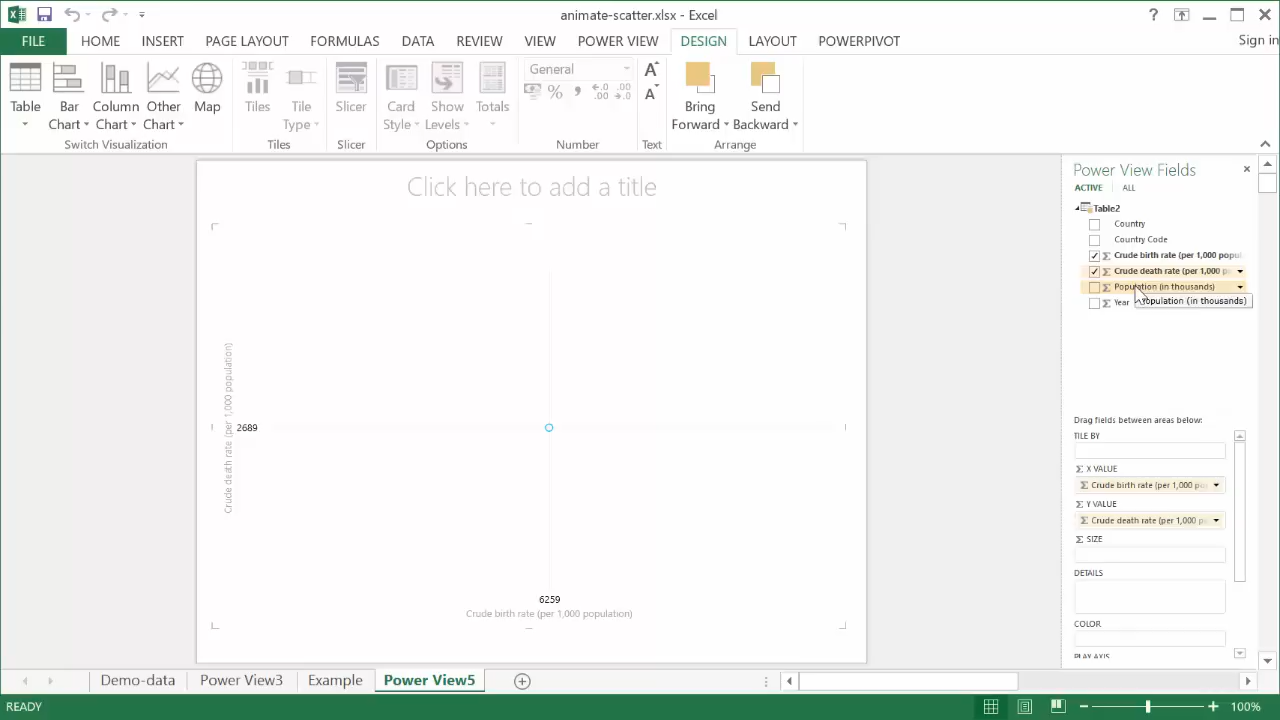 animate-scatter.xlsx - Excel
?
FILE HOME INSERT PAGE LAYOUT FORMULAS DATA REVIEW VIEW POWER VIEW DESIGN LAYOUT POWERPIVOT Sign in
Table
Bar Chart
Column Chart
Other Chart
Map
Switch Visualization
Tiles
Tile Type
Tiles
Slicer
Slicer
Card Style
Show Levels
Totals
Options
General
%
Number
A
A
Text
Bring Forward
Send Backward
Arrange
Click here to add a title
Crude death rate (per 1,000 population)
2689
6259
Crude birth rate (per 1,000 population)
Power View Fields
ACTIVE ALL
Table2
Country
Country Code
Σ Crude birth rate (per 1,000 popul
Σ Crude death rate (per 1,000 p
Σ Population (in thousands)
Population (in thousands)
Σ Year
Drag fields between areas below:
TILE BY
Σ X VALUE
Σ Crude birth rate (per 1,000 po
Σ Y VALUE
Σ Crude death rate (per 1,000 p
Σ SIZE
DETAILS
COLOR
PLAY AXIS
Demo-data Power View3 Example Power View5
READY
100%